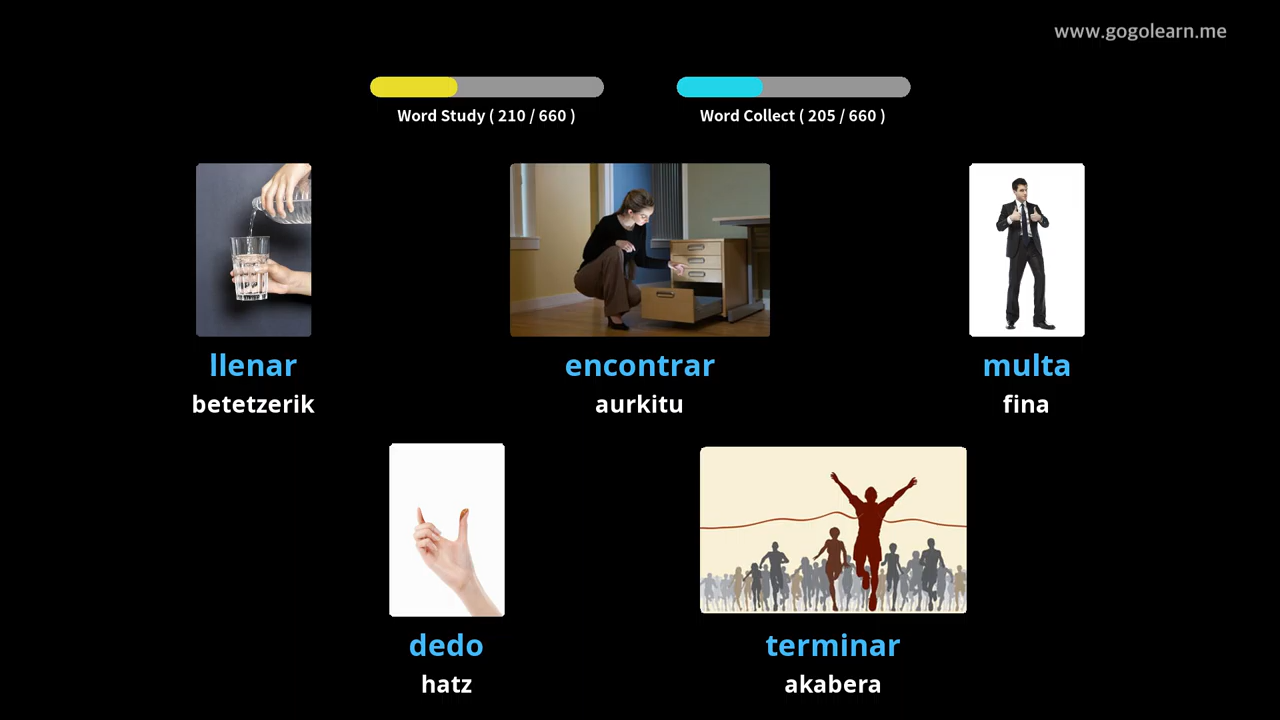 www.gogolearn.me
Word Study ( 210 / 660 )
Word Collect ( 205 / 660 )
llenar
betetzerik
encontrar
aurkitu
multa
fina
dedo
hatz
terminar
akabera